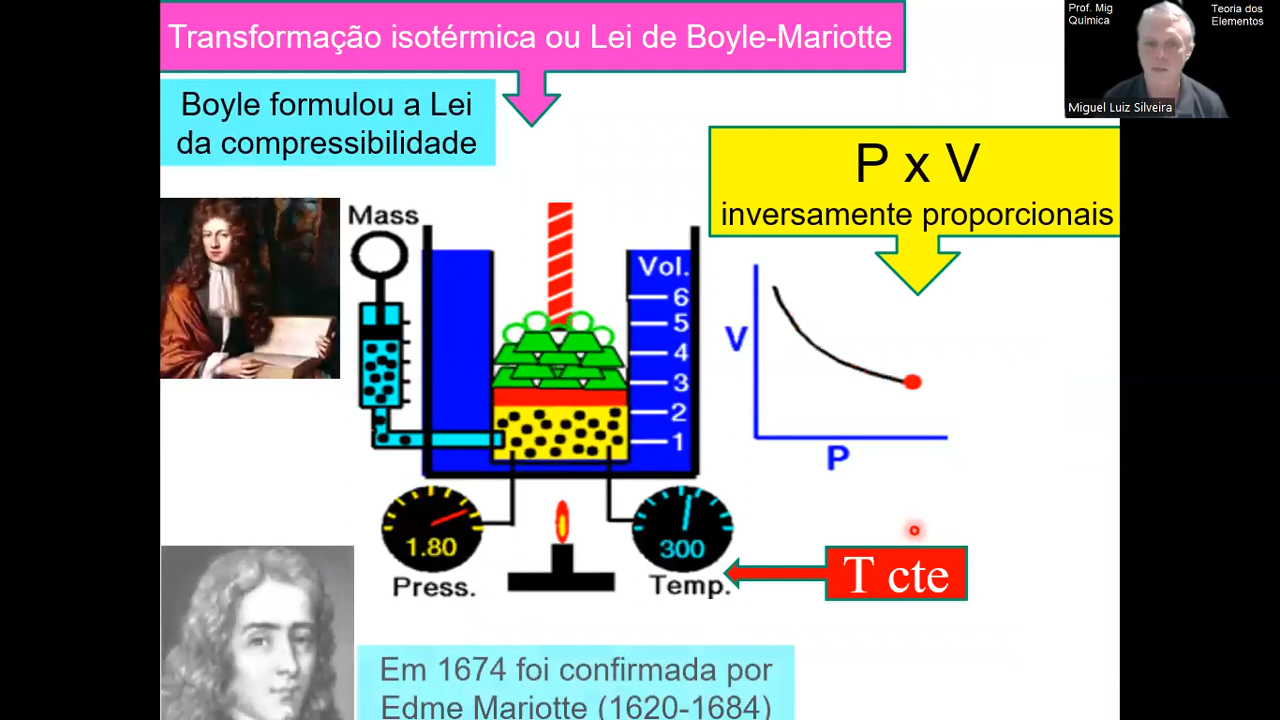 Transformação isotérmica ou Lei de Boyle-Mariotte
Prof. Mig
Química
Teoria dos
Elementos
Miguel Luiz Silveira
Boyle formulou a Lei
da compressibilidade
P x V
inversamente proporcionais
Mass
Vol.
6
5
4
3
2
1
V
P
1.80
Press.
300
Temp.
T cte
Em 1674 foi confirmada por
Edme Mariotte (1620-1684)